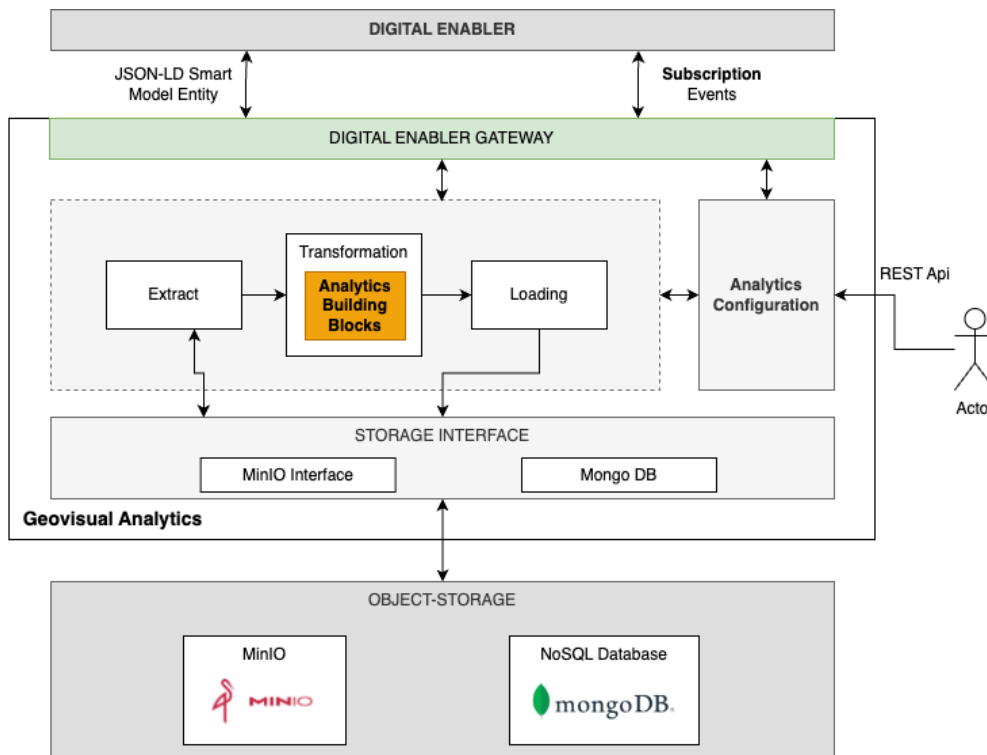 DIGITAL ENABLER
JSON-LD Smart
Model Entity
Subscription
Events
DIGITAL ENABLER GATEWAY
Extract
Transformation
Analytics
Building
Blocks
Loading
Analytics
Configuration
REST Api
Acto
STORAGE INTERFACE
MinIO Interface
Mongo DB
Geovisual Analytics
OBJECT-STORAGE
MinIO
MINIO
NoSQL Database
mongoDB®